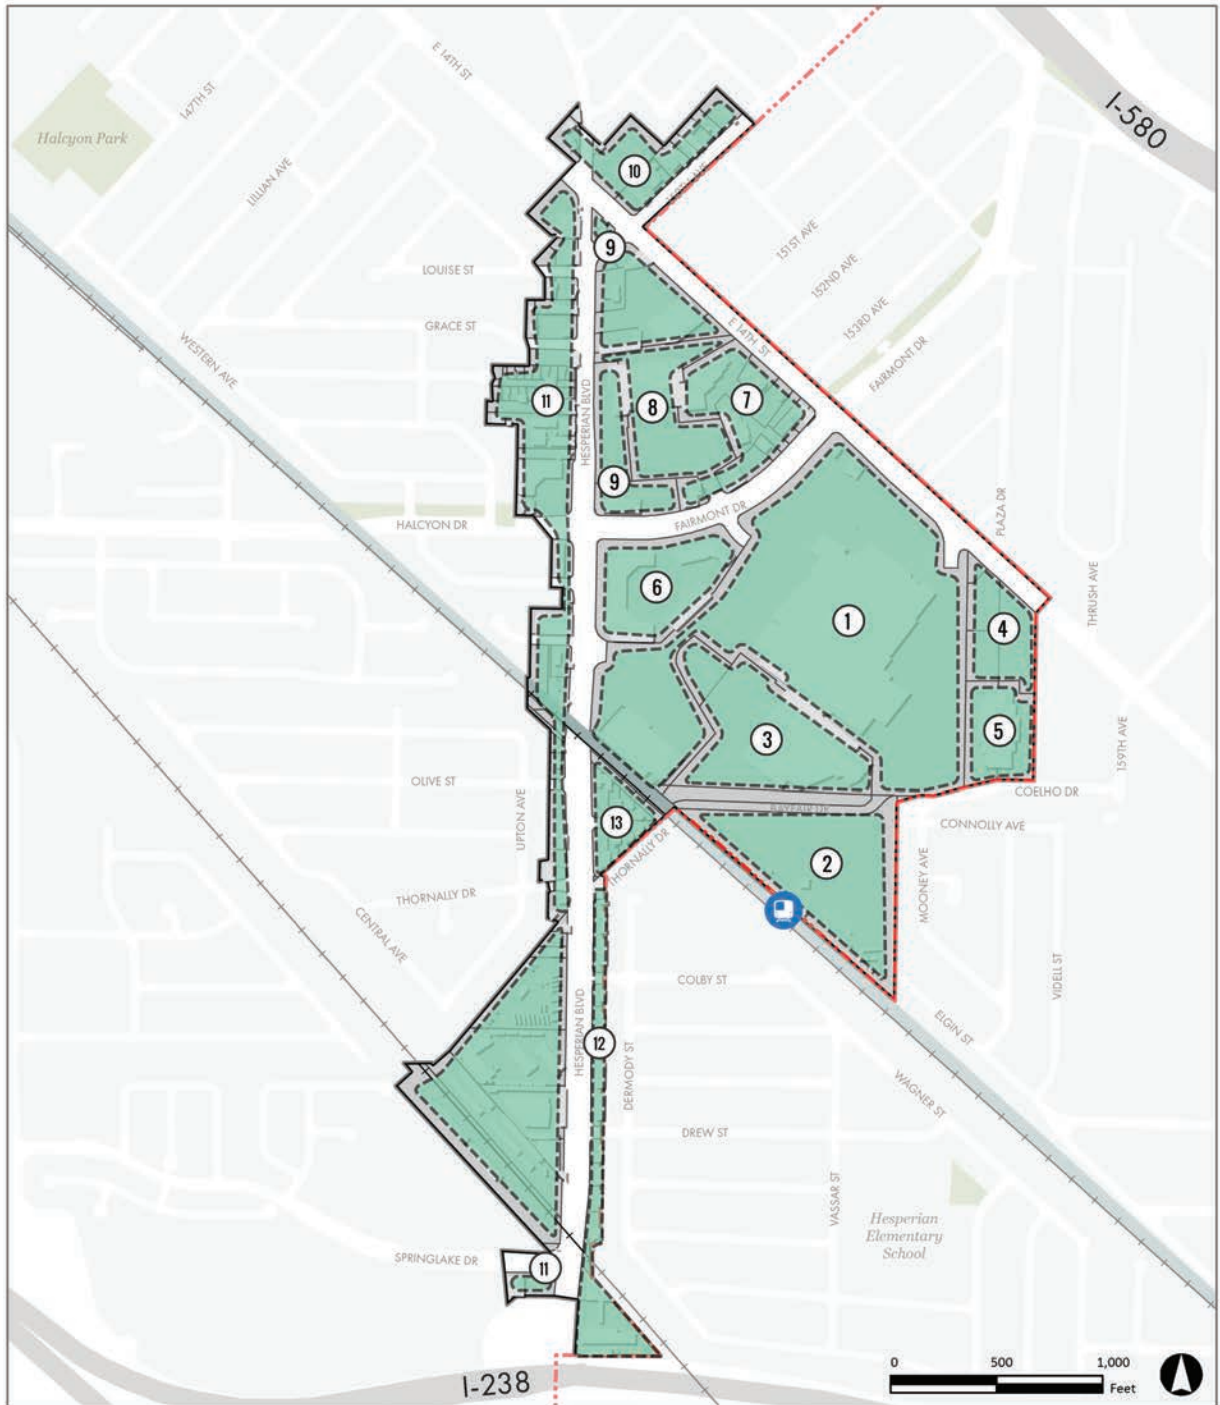 E 14TH ST
I-580
147TH ST
Halcyon Park
LILLIAN AVE
10
151ST AVE
9
LOUISE ST
152ND AVE
GRACE ST
153RD AVE
E 14TH ST
WESTERN AVE
FAIRMONT DR
11
HESPERIAN BLVD
8
7
9
HALCYON DR
FAIRMONT DR
PLAZA DR
THRUSH AVE
6
1
4
3
5
159TH AVE
OLIVE ST
UPTON AVE
COELHO DR
BAYFAIR DR
13
CONNOLLY AVE
THORNALLY DR
2
MOONEY AVE
THORNALLY DR
CENTRAL AVE
COLBY ST
VIDELL ST
HESPERIAN BLVD
12
DERMODY ST
ELGIN ST
WAGNER ST
DREW ST
VASSAR ST
Hesperian
Elementary
School
SPRINGLAKE DR
11
I-238
0 500 1,000
Feet